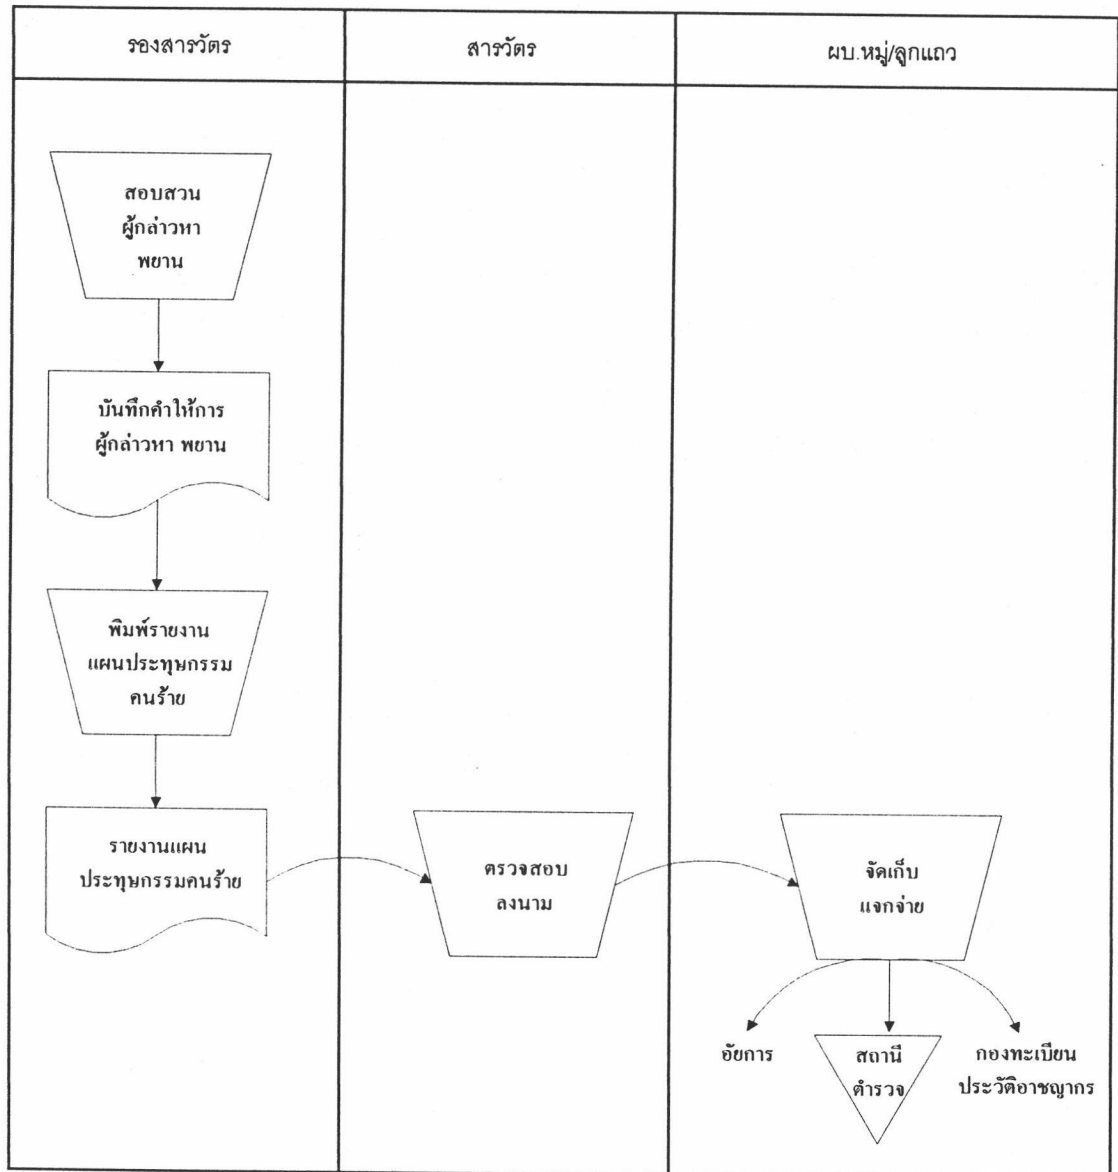 รองสารวัตร
สารวัตร
ผบ.หมู่/ลูกแถว
สอบสวน
ผู้กล่าวหา
พยาน
บันทึกคำให้การ
ผู้กล่าวหา พยาน
พิมพ์รายงาน
แผนประทุษกรรม
คนร้าย
รายงานแผน
ประทุษกรรมคนร้าย
ตรวจสอบ
ลงนาม
จัดเก็บ
แจกจ่าย
อัยการ
สถานี
ตำรวจ
กองทะเบียน
ประวัติอาชญากร